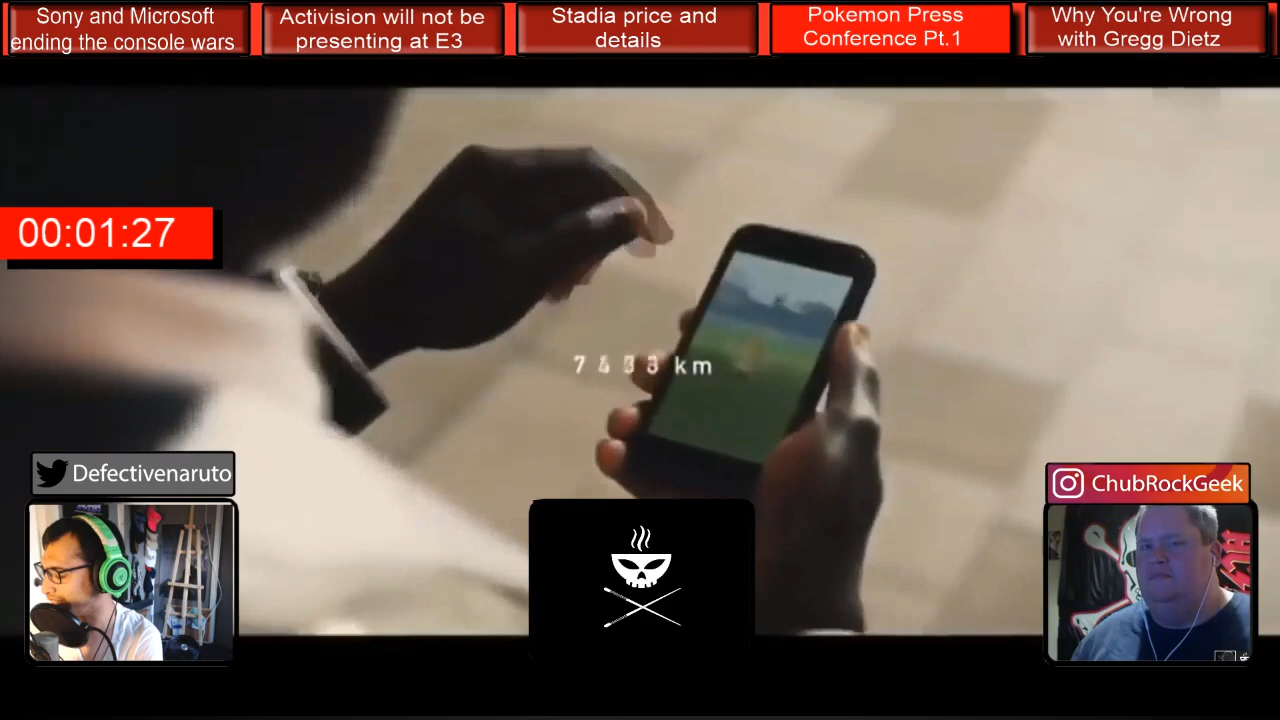 Sony and Microsoft
ending the console wars
Activision will not be
presenting at E3
Stadia price and
details
Pokemon Press
Conference Pt.1
Why You're Wrong
with Gregg Dietz
00:01:27
km
Defectivenaruto
ChubRockGeek